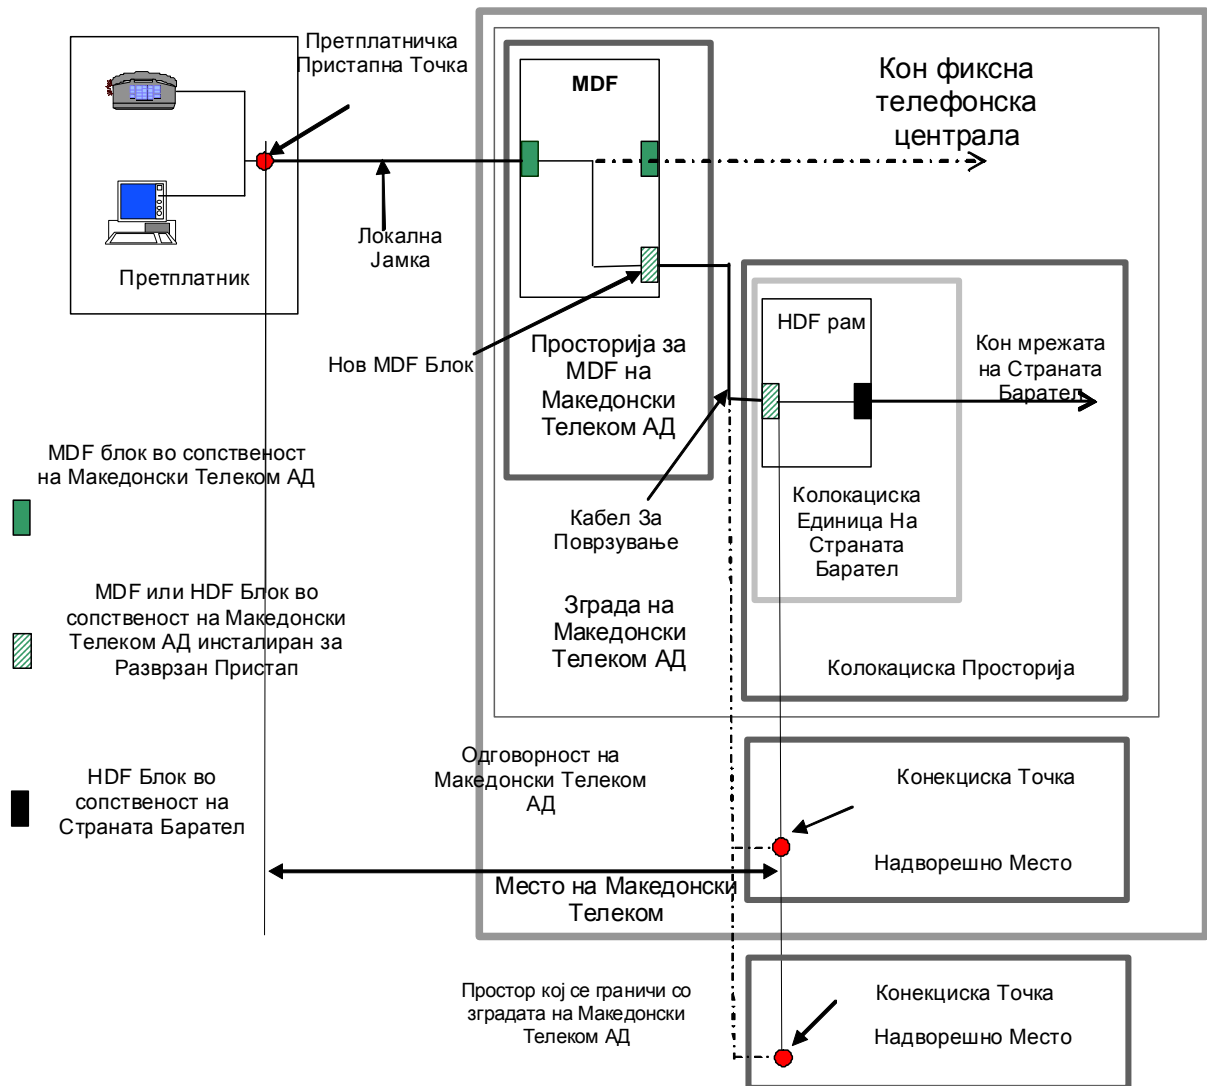 Претплатничка
Пристапна Точка
MDF
Кон фиксна
телефонска
централа
Локална
Јамка
Претплатник
Нов MDF Блок
Просторија за
MDF на
Македонски
Телеком АД
HDF рам
Кон мрежата
на Страната
Барател
MDF блок во сопственост
на Македонски Телеком АД
Кабел За
Поврзување
Колокациска
Единица На
Страната
Барател
MDF или HDF Блок во
сопственост на Македонски
Телеком АД инсталиран за
Разврзан Пристап
Зграда на
Македонски
Телеком АД
Колокациска Просторија
HDF Блок во
сопственост на
Страната Барател
Одговорност на
Македонски Телеком
АД
Конекциска Точка
Надворешно Место
Место на Македонски
Телеком
Простор кој се граничи со
зградата на Македонски
Телеком АД
Конекциска Точка
Надворешно Место